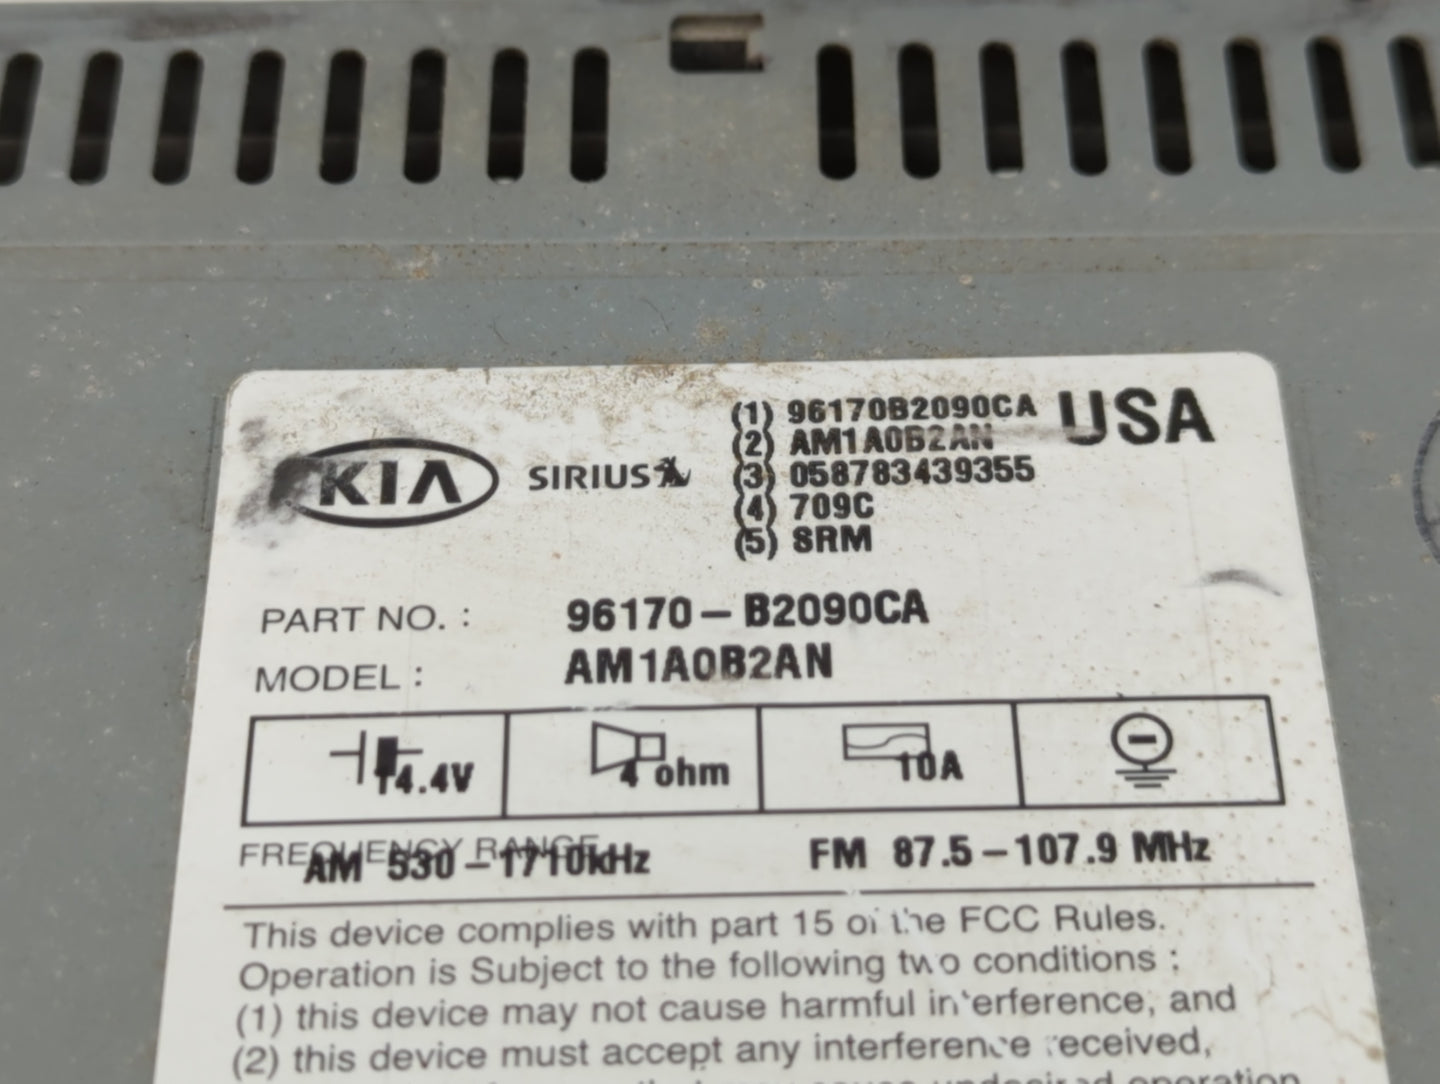 KIA SIRIUS
(1) 96170B2090CA USA
(2) AM1A0B2AN
(3) 058783439355
(4) 709C
(5) SRM
PART NO. : 96170-B2090CA
MODEL : AM1A0B2AN
14.4V 4 ohm 10A
FREQUENCY RANGE
AM 530-1710kHz FM 87.5-107.9 MHz
This device complies with part 15 of the FCC Rules.
Operation is Subject to the following two conditions :
(1) this device may not cause harmful interference, and
(2) this device must accept any interference received,
cause undesired operation